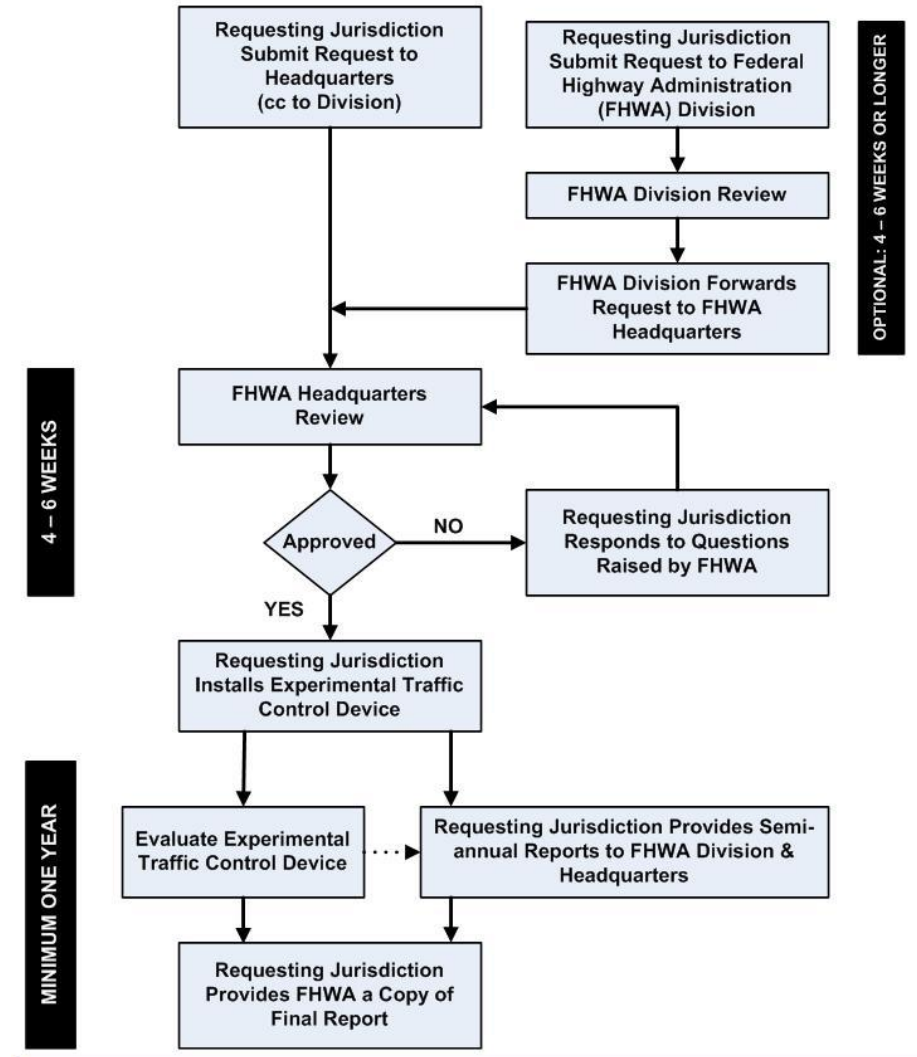 Requesting Jurisdiction
Submit Request to
Headquarters
(cc to Division)
Requesting Jurisdiction
Submit Request to Federal
Highway Administration
(FHWA) Division
OPTIONAL: 4 – 6 WEEKS OR LONGER
FHWA Division Review
FHWA Division Forwards
Request to FHWA
Headquarters
4 – 6 WEEKS
FHWA Headquarters
Review
Approved
NO
Requesting Jurisdiction
Responds to Questions
Raised by FHWA
YES
Requesting Jurisdiction
Installs Experimental Traffic
Control Device
MINIMUM ONE YEAR
Evaluate Experimental
Traffic Control Device
Requesting Jurisdiction Provides Semi-
annual Reports to FHWA Division &
Headquarters
Requesting Jurisdiction
Provides FHWA a Copy of
Final Report